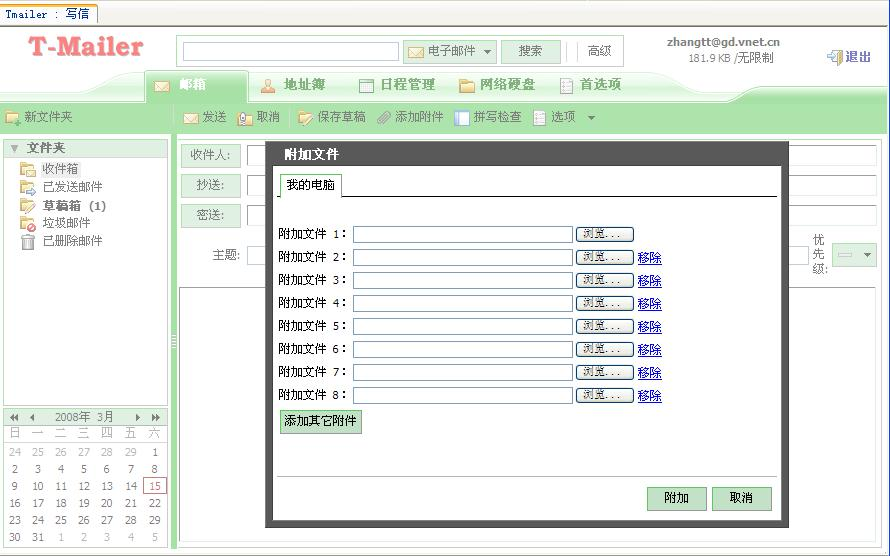 Tmailer : 写信
T-Mailer
电子邮件 搜索 高级
zhangtt@gd.vnet.cn
181.9 KB /无限制
退出
邮箱 地址簿 日程管理 网络硬盘 首选项
新文件夹 发送 取消 保存草稿 添加附件 拼写检查 选项
文件夹
收件箱
已发送邮件
草稿箱 (1)
垃圾邮件
已删除邮件
收件人:
抄送:
密送:
主题:
优先级:
附加文件
我的电脑
附加文件 1: 浏览...
附加文件 2: 浏览... 移除
附加文件 3: 浏览... 移除
附加文件 4: 浏览... 移除
附加文件 5: 浏览... 移除
附加文件 6: 浏览... 移除
附加文件 7: 浏览... 移除
附加文件 8: 浏览... 移除
添加其它附件
附加 取消
2008年 3月
日 一 二 三 四 五 六
24 25 26 27 28 29 1
2 3 4 5 6 7 8
9 10 11 12 13 14 15
16 17 18 19 20 21 22
23 24 25 26 27 28 29
30 31 1 2 3 4 5